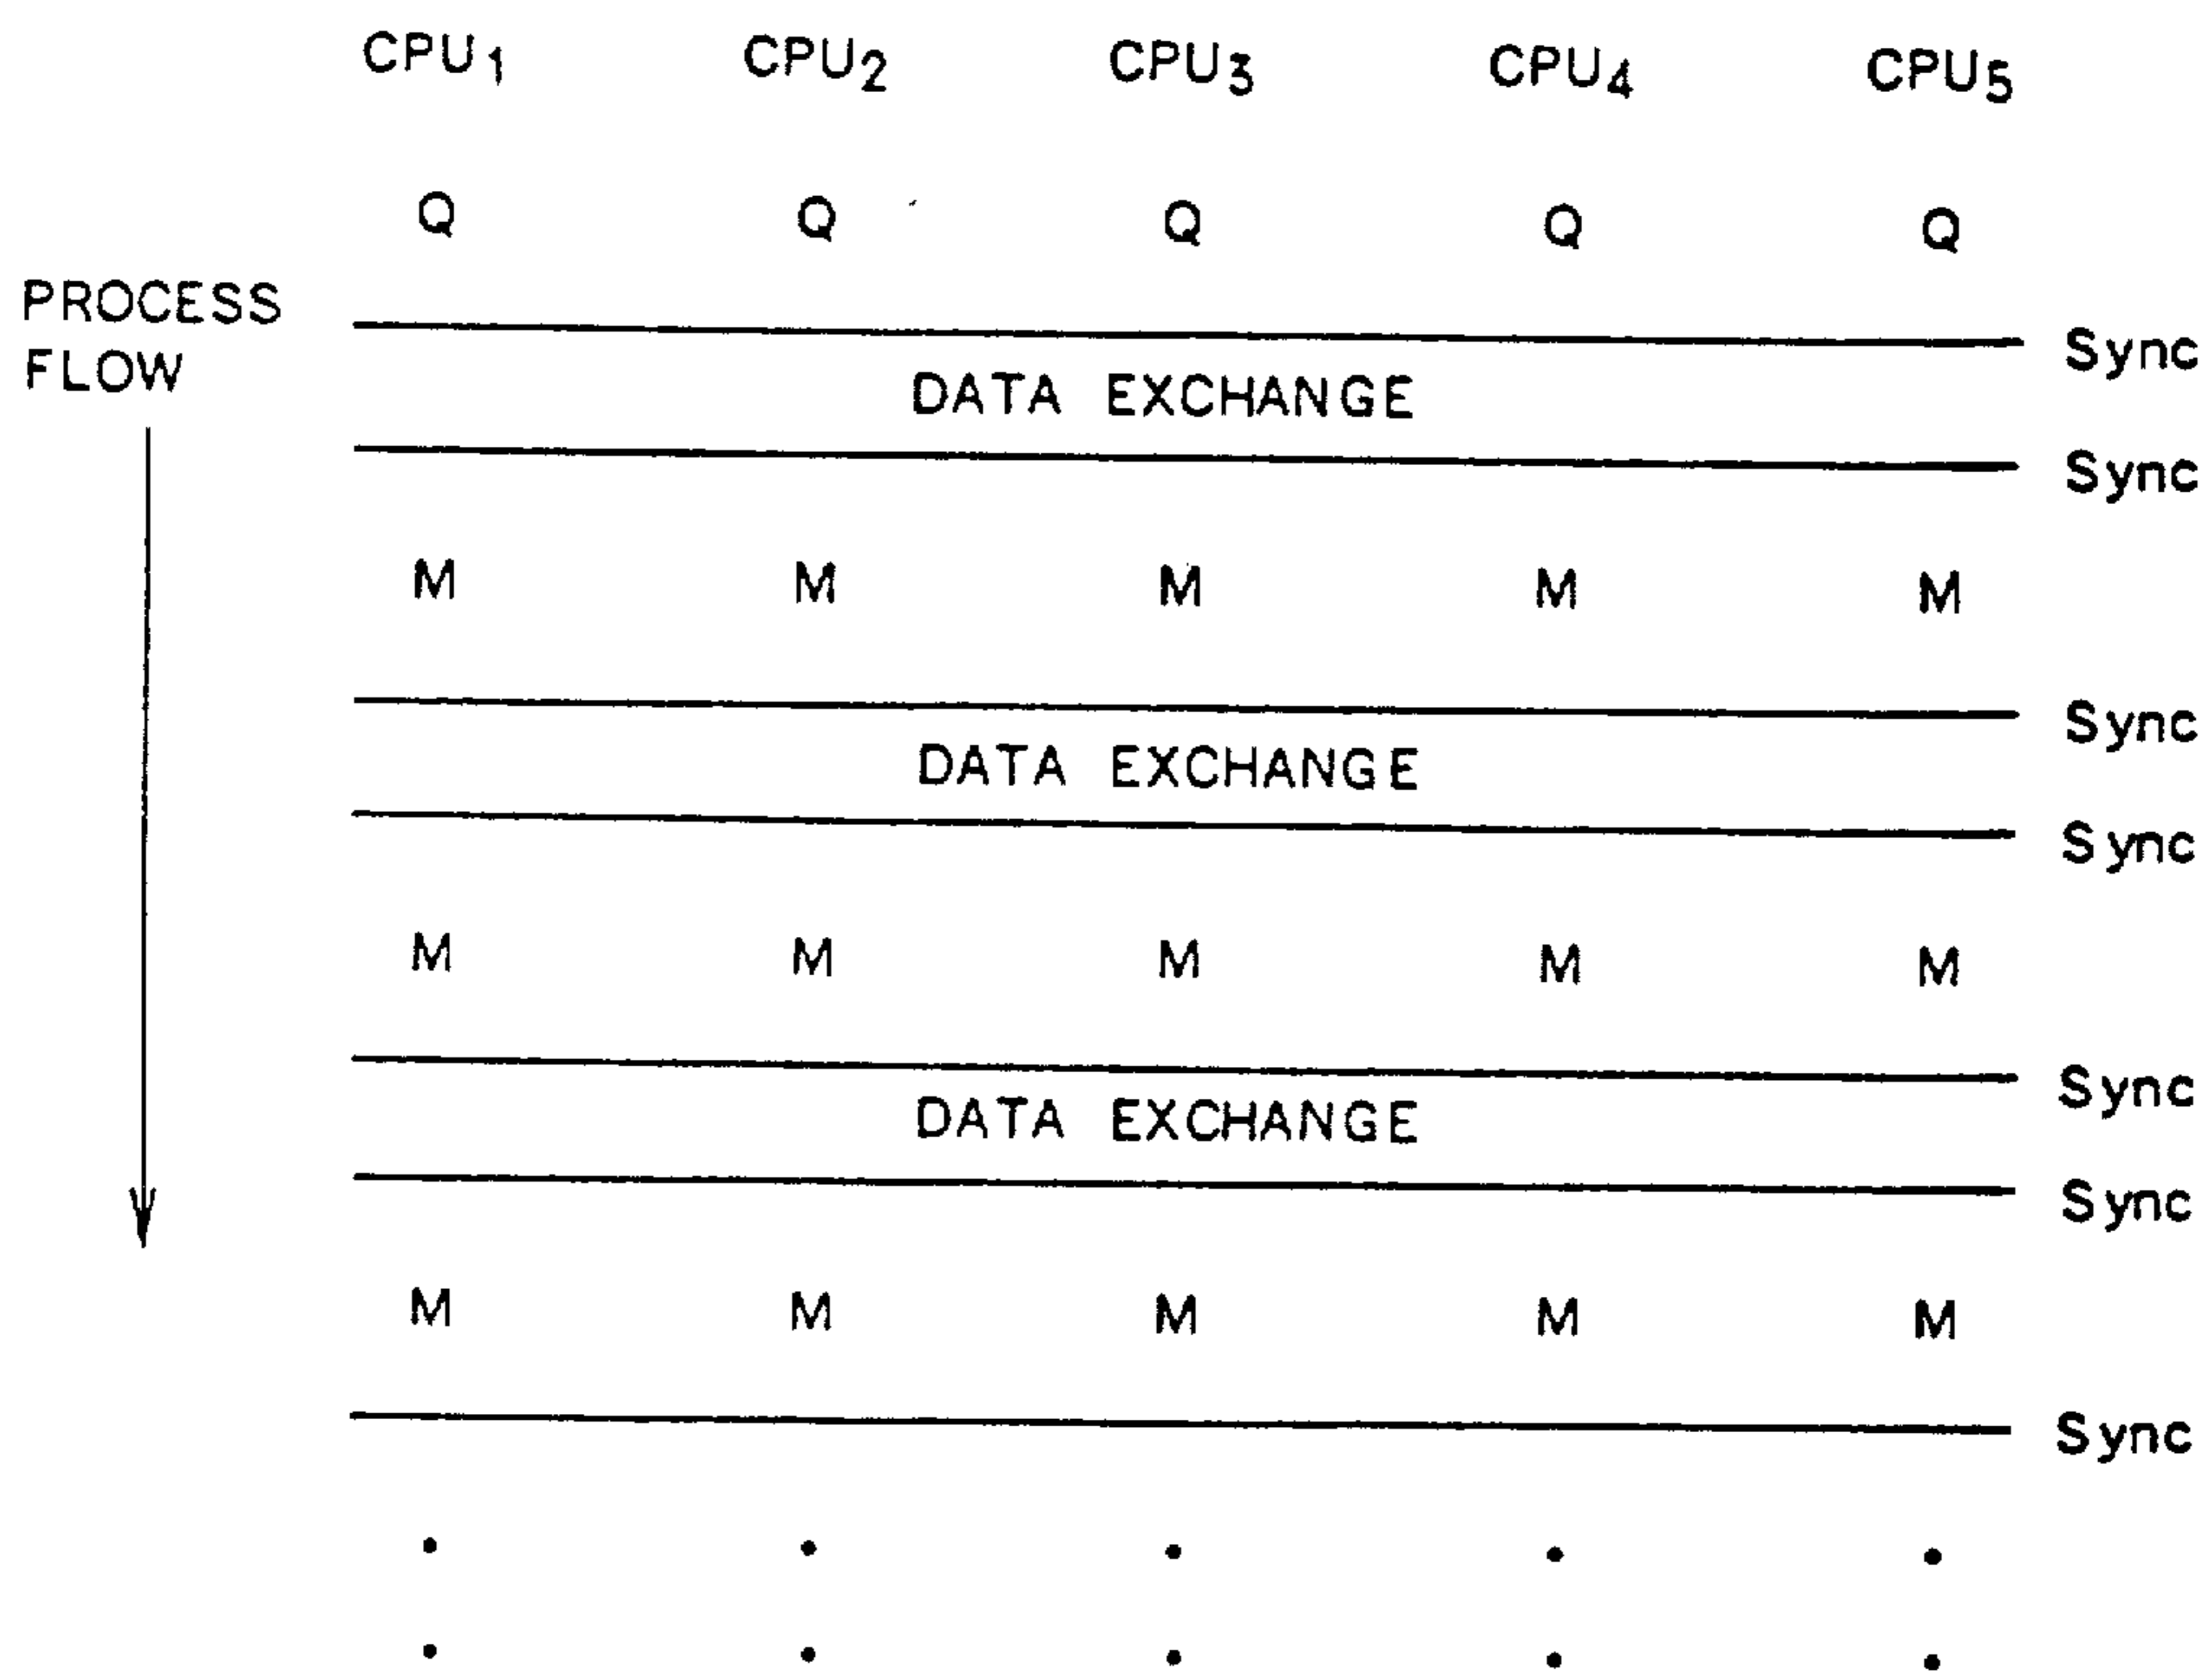 CPU₁ CPU₂ CPU₃ CPU₄ CPU₅
Q Q Q Q Q
PROCESS
FLOW
Sync
DATA EXCHANGE
Sync
M M M M M
Sync
DATA EXCHANGE
Sync
M M M M M
Sync
DATA EXCHANGE
Sync
M M M M M
Sync